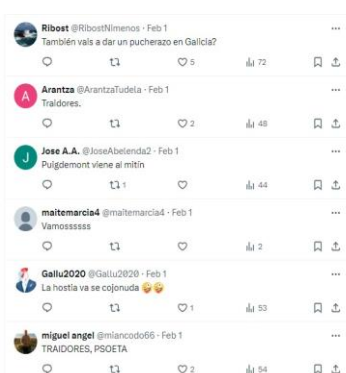 Ribost @RibostNimenos · Feb 1
También vais a dar un pucherazo en Galicia?
5 72
A
Arantza @ArantzaTudela · Feb 1
Traidores.
2 48
J
Jose A.A. @JoseAbelenda2 · Feb 1
Puigdemont viene al mitín
1 44
maitemarcia4 @maitemarcia4 · Feb 1
Vamossssss
2
Gallu2020 @Gallu2020 · Feb 1
La hostia va se cojonuda 🤪🤪
1 53
miguel angel @miancodo66 · Feb 1
TRAIDORES, PSOETA
2 54